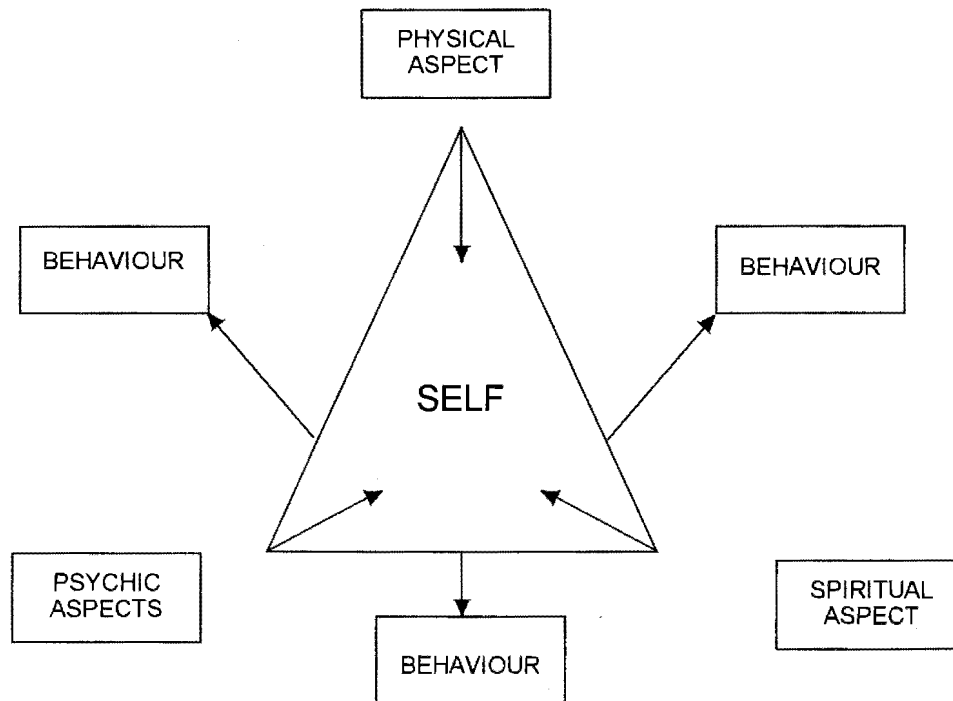 PHYSICAL
ASPECT
BEHAVIOUR
BEHAVIOUR
SELF
PSYCHIC
ASPECTS
SPIRITUAL
ASPECT
BEHAVIOUR